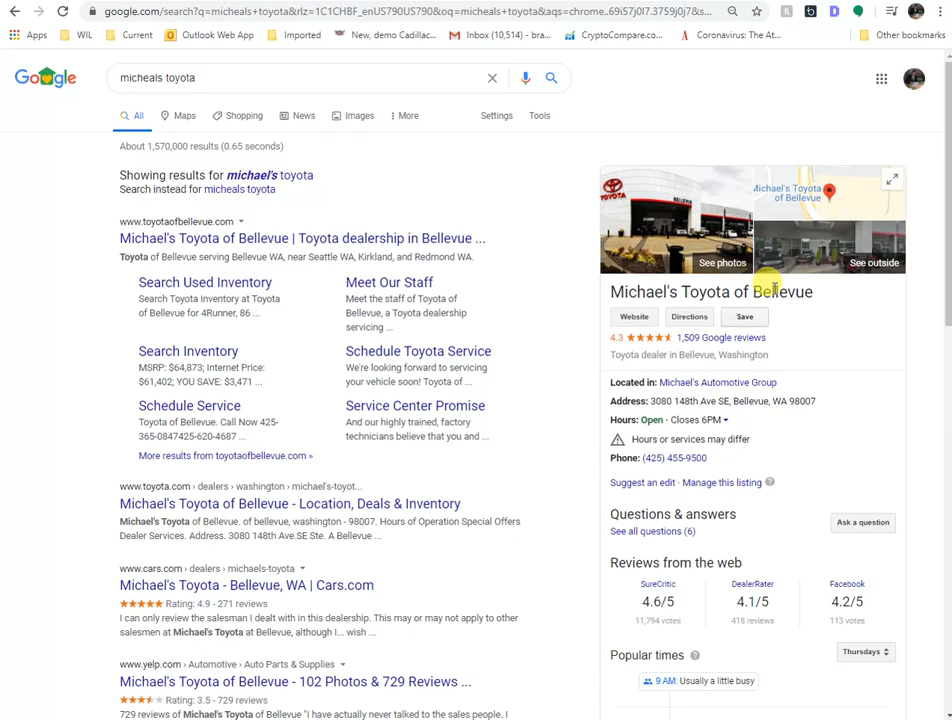 google.com/search?q=micheals+toyota&rlz=1C1CHBF_enUS790US790&oq=micheals+toyota&aqs=chrome..69i57j0l7.3759j0j7&s...
Apps WIL Current Outlook Web App Imported New, demo Cadillac... Inbox (10,514) - bra... CryptoCompare.co... Coronavirus: The At... Other bookmarks
Google
micheals toyota
All Maps Shopping News Images More Settings Tools
About 1,570,000 results (0.65 seconds)
Showing results for michael's toyota
Search instead for micheals toyota
www.toyotaofbellevue.com
Michael's Toyota of Bellevue | Toyota dealership in Bellevue ...
Toyota of Bellevue serving Bellevue WA, near Seattle WA, Kirkland, and Redmond WA.
Search Used Inventory
Search Toyota Inventory at Toyota
of Bellevue for 4Runner, 86 ...
Meet Our Staff
Meet the staff of Toyota of
Bellevue, a Toyota dealership
servicing ...
Search Inventory
MSRP: $64,873; Internet Price:
$61,402; YOU SAVE: $3,471 ...
Schedule Toyota Service
We're looking forward to servicing
your vehicle soon! Toyota of ...
Schedule Service
Toyota of Bellevue. Call Now 425-
365-0847425-620-4687 ...
Service Center Promise
And our highly trained, factory
technicians believe that you and ...
More results from toyotaofbellevue.com »
www.toyota.com › dealers › washington › michael's-toyot...
Michael's Toyota of Bellevue - Location, Deals & Inventory
Michael's Toyota of Bellevue. of bellevue, washington - 98007. Hours of Operation Special Offers
Dealer Services. Address. 3080 148th Ave.SE Ste. A Bellevue ...
www.cars.com › dealers › michaels-toyota
Michael's Toyota - Bellevue, WA | Cars.com
Rating: 4.9 - 271 reviews
I can only review the salesman I dealt with in this dealership. This may or may not apply to other
salesmen at Michael's Toyota at Bellevue, although I... wish ...
www.yelp.com › Automotive › Auto Parts & Supplies
Michael's Toyota of Bellevue - 102 Photos & 729 Reviews ...
Rating: 3.5 - 729 reviews
729 reviews of Michael's Toyota of Bellevue "I have actually never talked to the sales people. I
TOYOTA
BELLEVUE
See photos
Michael's Toyota
of Bellevue
See outside
Michael's Toyota of Bellevue
Website Directions Save
4.3 1,509 Google reviews
Toyota dealer in Bellevue, Washington
Located in: Michael's Automotive Group
Address: 3080 148th Ave SE, Bellevue, WA 98007
Hours: Open · Closes 6PM
Hours or services may differ
Phone: (425) 455-9500
Suggest an edit · Manage this listing
Questions & answers
See all questions (6)
Ask a question
Reviews from the web
SureCritic DealerRater Facebook
4.6/5 4.1/5 4.2/5
11,794 votes 418 reviews 113 votes
Popular times
Thursdays
9 AM: Usually a little busy